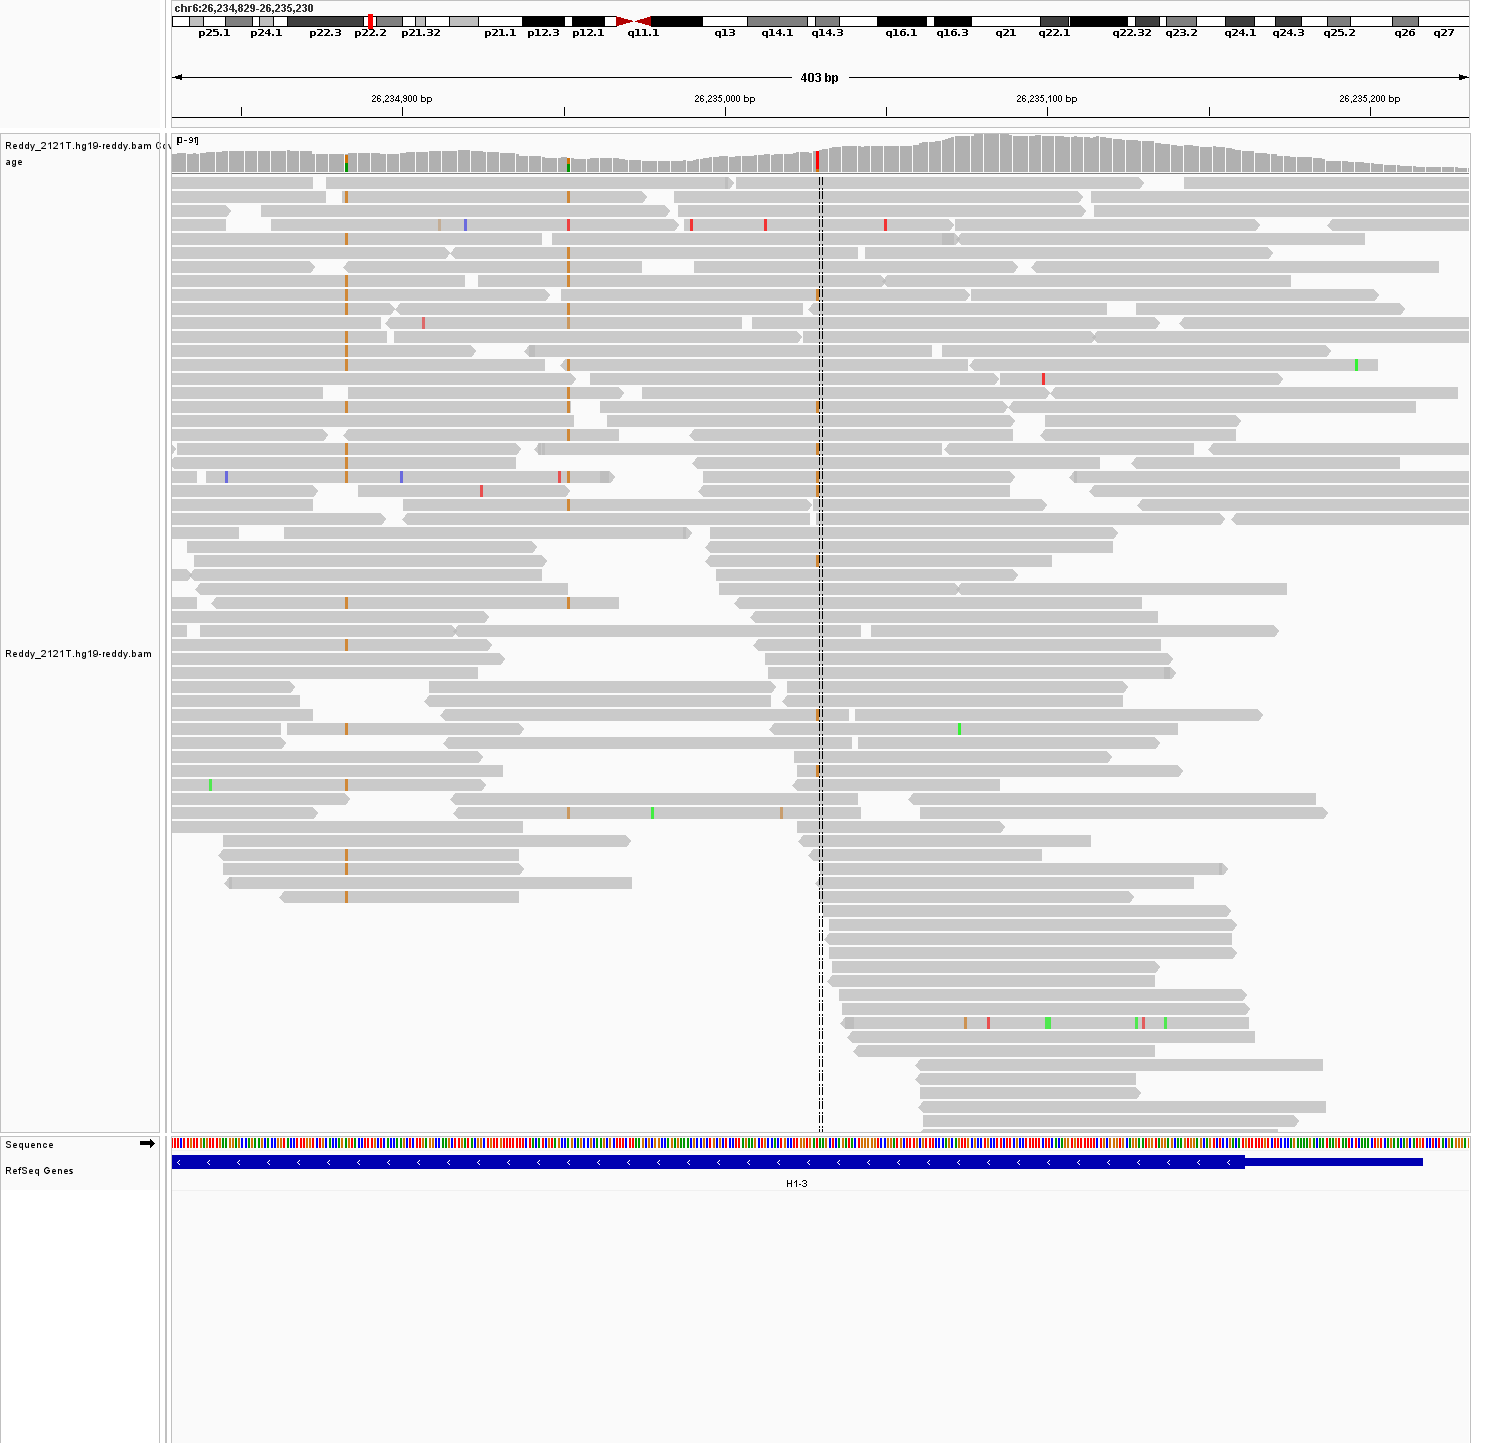 chr6:26,234,829-26,235,230
p25.1 p24.1 p22.3 p22.2 p21.32 p21.1 p12.3 p12.1 q11.1 q13 q14.1 q14.3 q16.1 q16.3 q21 q22.1 q22.32 q23.2 q24.1 q24.3 q25.2 q26 q27
403 bp
26,234,900 bp 26,235,000 bp 26,235,100 bp 26,235,200 bp
[0-91]
Reddy_2121T.hg19-reddy.bam Cov
age
Reddy_2121T.hg19-reddy.bam
Sequence
RefSeq Genes
H1-3